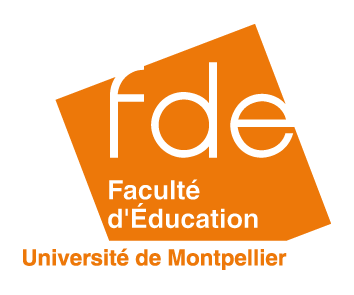 fde
Faculté
d'Éducation
Université de Montpellier